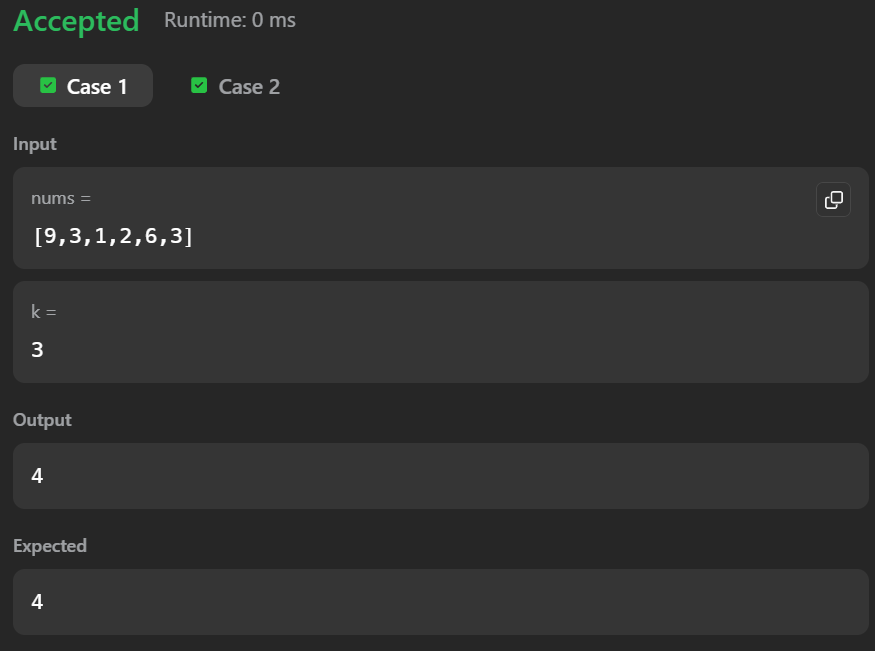 Accepted Runtime: 0 ms
Case 1 Case 2
Input
nums =
[9,3,1,2,6,3]
k =
3
Output
4
Expected
4